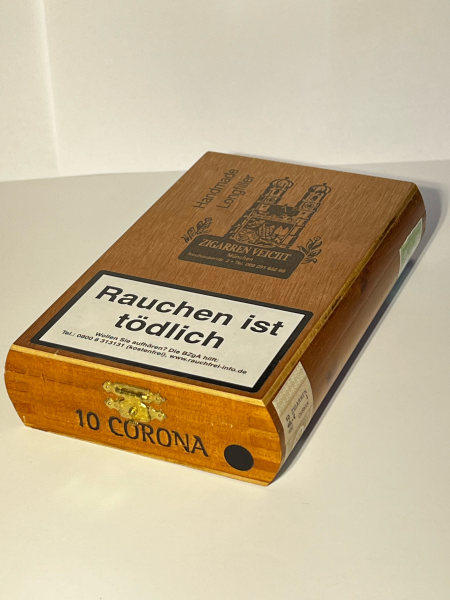 Handmade
Longfiller
ZIGARREN VEICHT
München
Rauchen ist
tödlich
Wollen Sie aufhören? Die BZgA hilft:
Tel.: 0800 8 313131 (kostenfrei), www.rauchfrei-info.de
10 CORONA